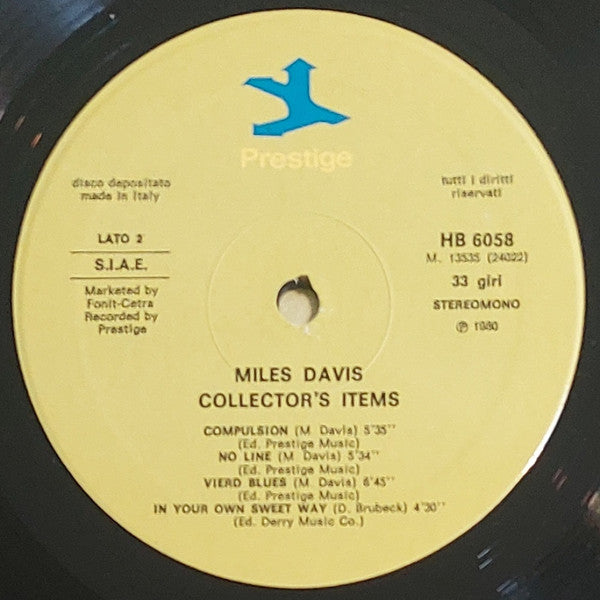 Prestige
disco depositato
made in Italy
tutti i diritti
riservati
LATO 2
S.I.A.E.
Marketed by
Fonit-Cetra
Recorded by
Prestige
HB 6058
M. 13535 (24022)
33 giri
STEREOMONO
℗ 1980
MILES DAVIS
COLLECTOR'S ITEMS
COMPULSION (M. Davis) 5'35''
(Ed. Prestige Music)
NO LINE (M. Davis) 5'34''
(Ed. Prestige Music)
VIERD BLUES (M. Davis) 6'45''
(Ed. Prestige Music)
IN YOUR OWN SWEET WAY (D. Brubeck) 4'30''
(Ed. Derry Music Co.)